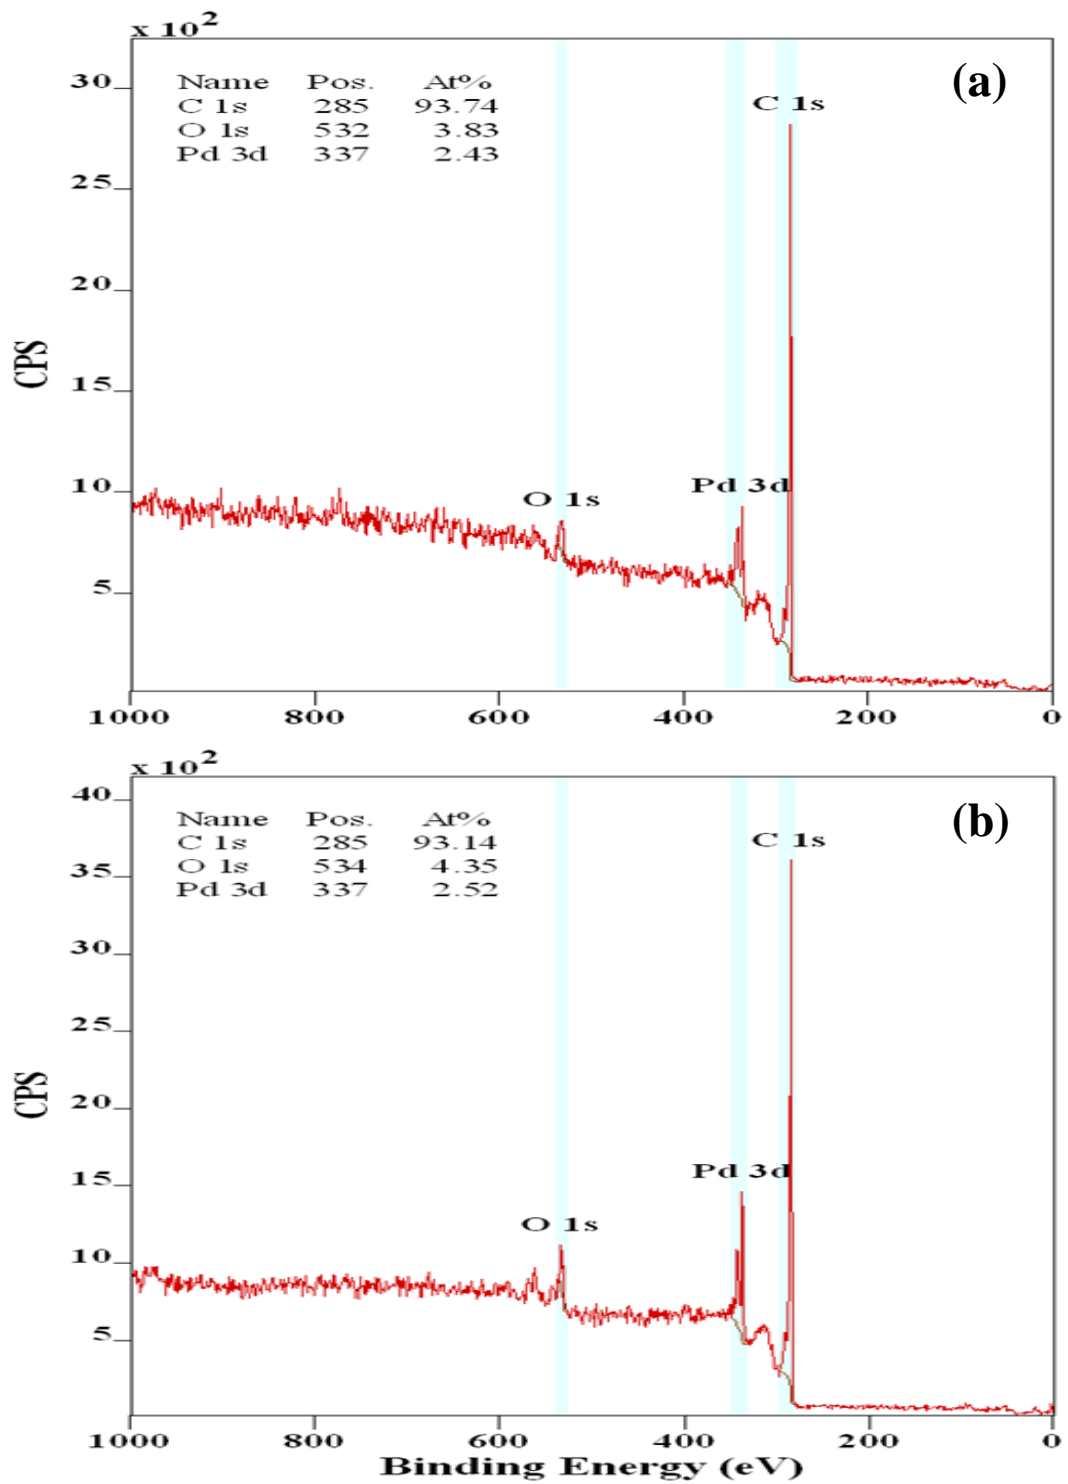 x 10²
(a)
Name Pos. At%
C 1s 285 93.74
O 1s 532 3.83
Pd 3d 337 2.43
C 1s
Pd 3d
O 1s
30
25
20
15
10
5
CPS
1000 800 600 400 200 0
x 10²
(b)
Name Pos. At%
C 1s 285 93.14
O 1s 534 4.35
Pd 3d 337 2.52
C 1s
Pd 3d
O 1s
40
35
30
25
20
15
10
5
CPS
1000 800 600 400 200 0
Binding Energy (eV)